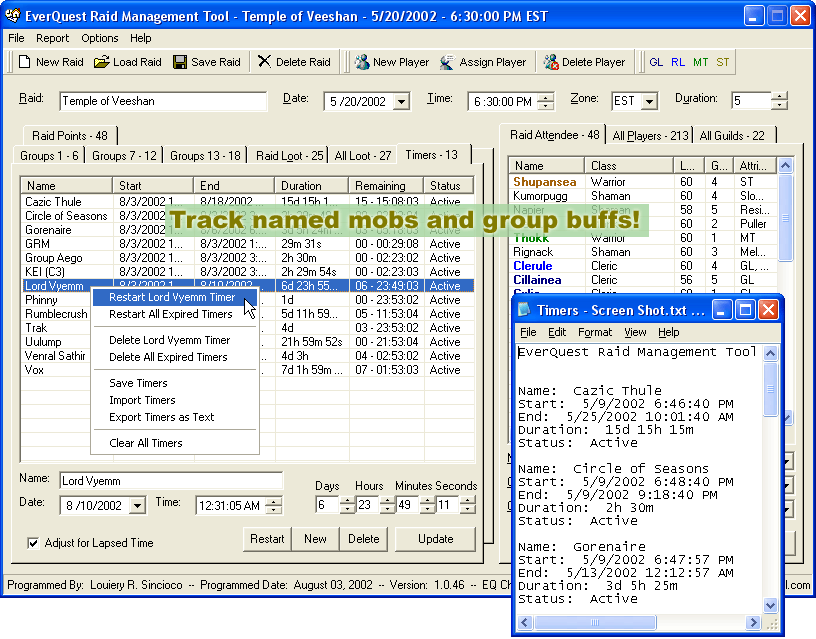 EverQuest Raid Management Tool - Temple of Veeshan - 5/20/2002 - 6:30:00 PM EST
File Report Options Help
New Raid Load Raid Save Raid Delete Raid New Player Assign Player Delete Player GL RL MT ST
Raid: Temple of Veeshan Date: 5 /20/2002 Time: 6 :30:00 PM Zone: EST Duration: 5
Raid Points - 48
Groups 1 - 6 Groups 7 - 12 Groups 13 - 18 Raid Loot - 25 All Loot - 27 Timers - 13
Name Start End Duration Remaining Status
Cazic Thule 8/3/2002 1... 8/18/2002 ... 15d 15h 1... 15 - 15:08:03 Active
Circle of Seasons Active
Gorenaire Active
GRM 8/3/2002 1... 8/3/2002 3:... 29m 31s 00 - 00:29:08 Active
Group Aego 8/3/2002 1... 8/3/2002 3:... 2h 30m 00 - 02:23:02 Active
KEI (C3) 8/3/2002 1... 8/3/2002 3:... 2h 29m 54s 00 - 02:23:03 Active
Lord Vyemm 8/3/2002 1... 8/10/2002 ... 6d 23h 55... 06 - 23:49:03 Active
Phinny 1d 00 - 23:53:02 Active
Rumblecrush 5d 11h 59... 05 - 11:53:04 Active
Trak 4d 03 - 23:53:02 Active
Uulump 21h 59m 52s 00 - 21:53:04 Active
Venral Sathir 4d 3h 04 - 02:53:02 Active
Vox 7d 1h 59m ... 07 - 01:53:03 Active
Track named mobs and group buffs!
Restart Lord Vyemm Timer
Restart All Expired Timers
Delete Lord Vyemm Timer
Delete All Expired Timers
Save Timers
Import Timers
Export Timers as Text
Clear All Timers
Name: Lord Vyemm
Days Hours Minutes Seconds
Date: 8 /10/2002 Time: 12:31:05 AM 6 23 49 11
Adjust for Lapsed Time Restart New Delete Update
Raid Attendee - 48 All Players - 213 All Guilds - 22
Name Class L... G... Attri...
Shupansea Warrior 60 4 ST
Kumorpugg Shaman 60 4 Slo...
Napier 58 5 Resi...
60 2 Puller
Thokk Warrior 60 1 MT
Rignack Shaman 60 3 Mel...
Clerule Cleric 60 4 GL, ...
Cillainea Cleric 56 5 GL
Timers - Screen Shot.txt ...
File Edit Format View Help
EverQuest Raid Management Tool
Name: Cazic Thule
Start: 5/9/2002 6:46:40 PM
End: 5/25/2002 10:01:40 AM
Duration: 15d 15h 15m
Status: Active
Name: Circle of Seasons
Start: 5/9/2002 6:48:40 PM
End: 5/9/2002 9:18:40 PM
Duration: 2h 30m
Status: Active
Name: Gorenaire
Start: 5/9/2002 6:47:57 PM
End: 5/13/2002 12:12:57 AM
Duration: 3d 5h 25m
Status: Active
Programmed By: Louiery R. Sincioco -- Programmed Date: August 03, 2002 -- Version: 1.0.46 -- EQ Ch l.com